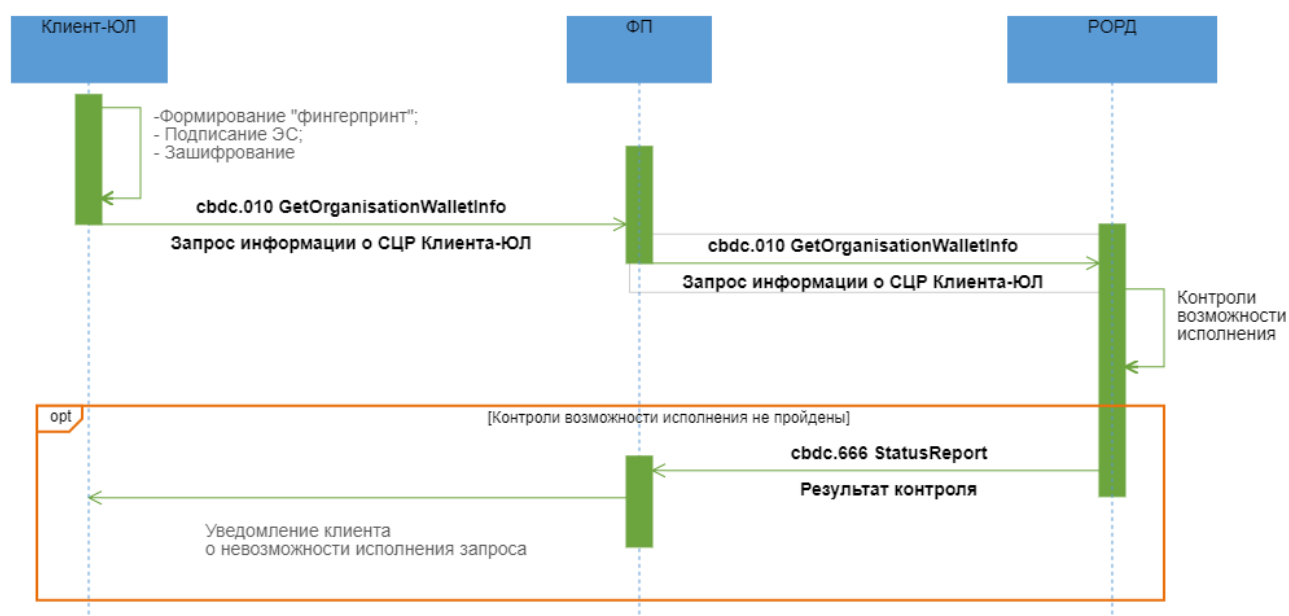 Клиент-ЮЛ
ФП
РОРД
-Формирование "фингерпринт";
- Подписание ЭС;
- Зашифрование
cbdc.010 GetOrganisationWalletInfo
Запрос информации о СЦР Клиента-ЮЛ
cbdc.010 GetOrganisationWalletInfo
Запрос информации о СЦР Клиента-ЮЛ
Контроли
возможности
исполнения
opt
[Контроли возможности исполнения не пройдены]
cbdc.666 StatusReport
Результат контроля
Уведомление клиента
о невозможности исполнения запроса